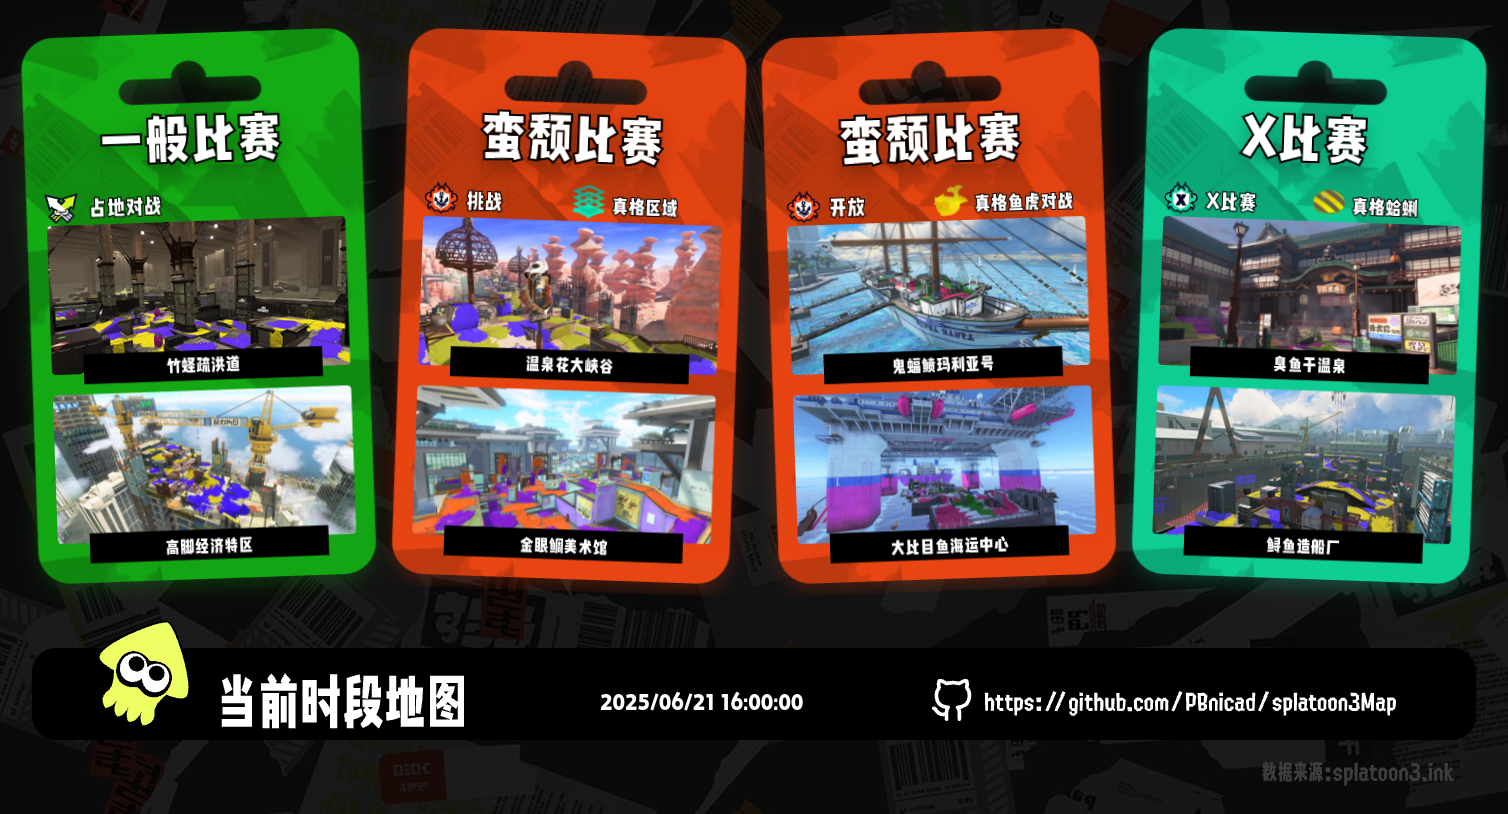 一般比赛
占地对战
竹蛏疏洪道
高脚经济特区
蛮颓比赛
挑战
真格区域
温泉花大峡谷
金眼鲷美术馆
蛮颓比赛
开放
真格鱼虎对战
鬼蝠鲼玛利亚号
大比目鱼海运中心
X比赛
X比赛
真格蛤蜊
臭鱼干温泉
鲟鱼造船厂
当前时段地图
2025/06/21 16:00:00
https://github.com/PBnicad/splatoon3Map
数据来源:splatoon3.ink